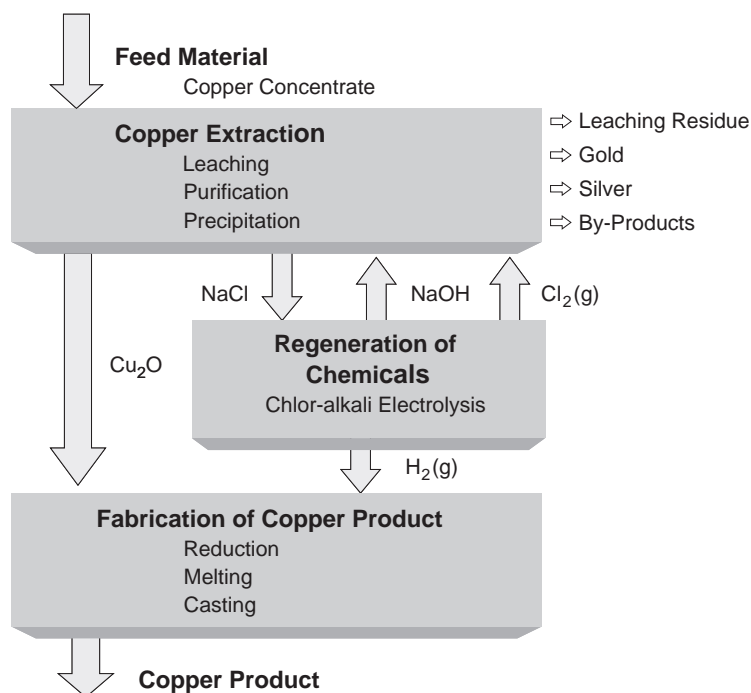 Feed Material
Copper Concentrate
Copper Extraction
Leaching
Purification
Precipitation
⇨ Leaching Residue
⇨ Gold
⇨ Silver
⇨ By-Products
NaCl
NaOH
Cl₂(g)
Regeneration of
Chemicals
Chlor-alkali Electrolysis
Cu₂O
H₂(g)
Fabrication of Copper Product
Reduction
Melting
Casting
Copper Product